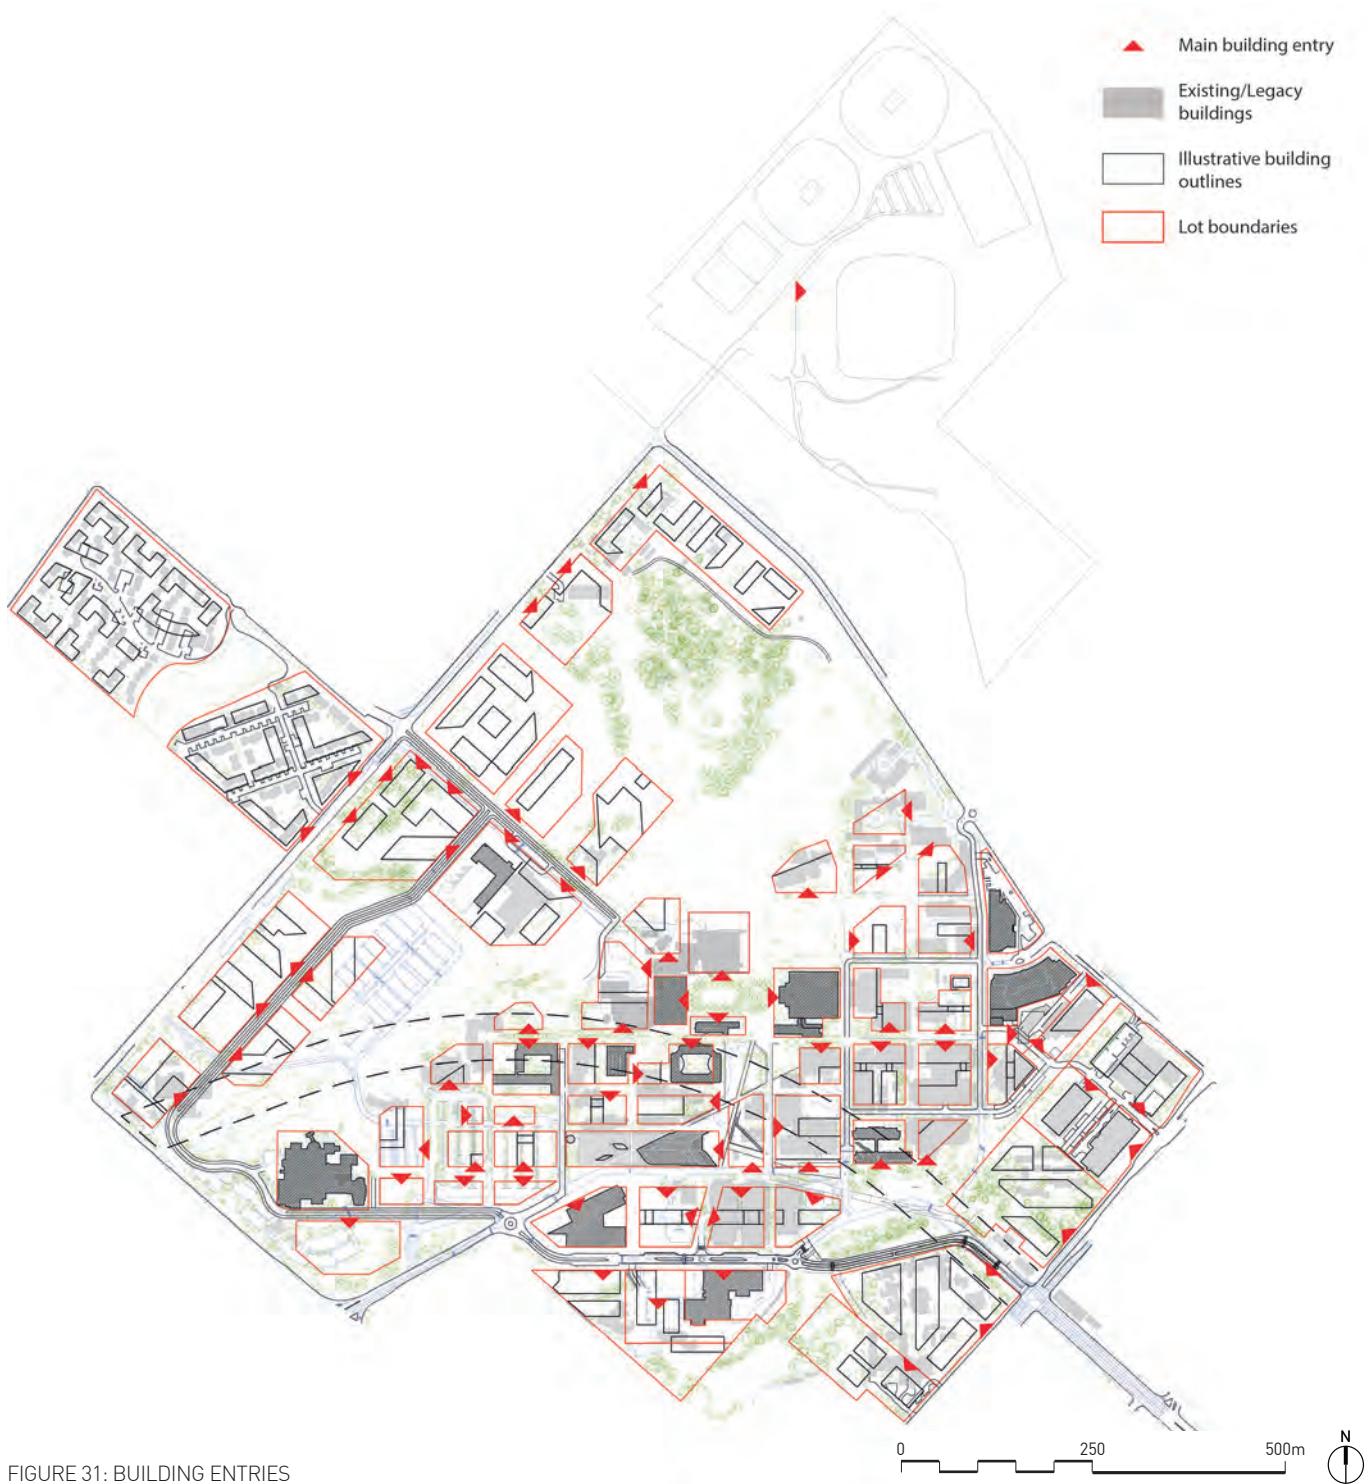 Main building entry
Existing/Legacy
buildings
Illustrative building
outlines
Lot boundaries
0 250 500m
N
FIGURE 31: BUILDING ENTRIES